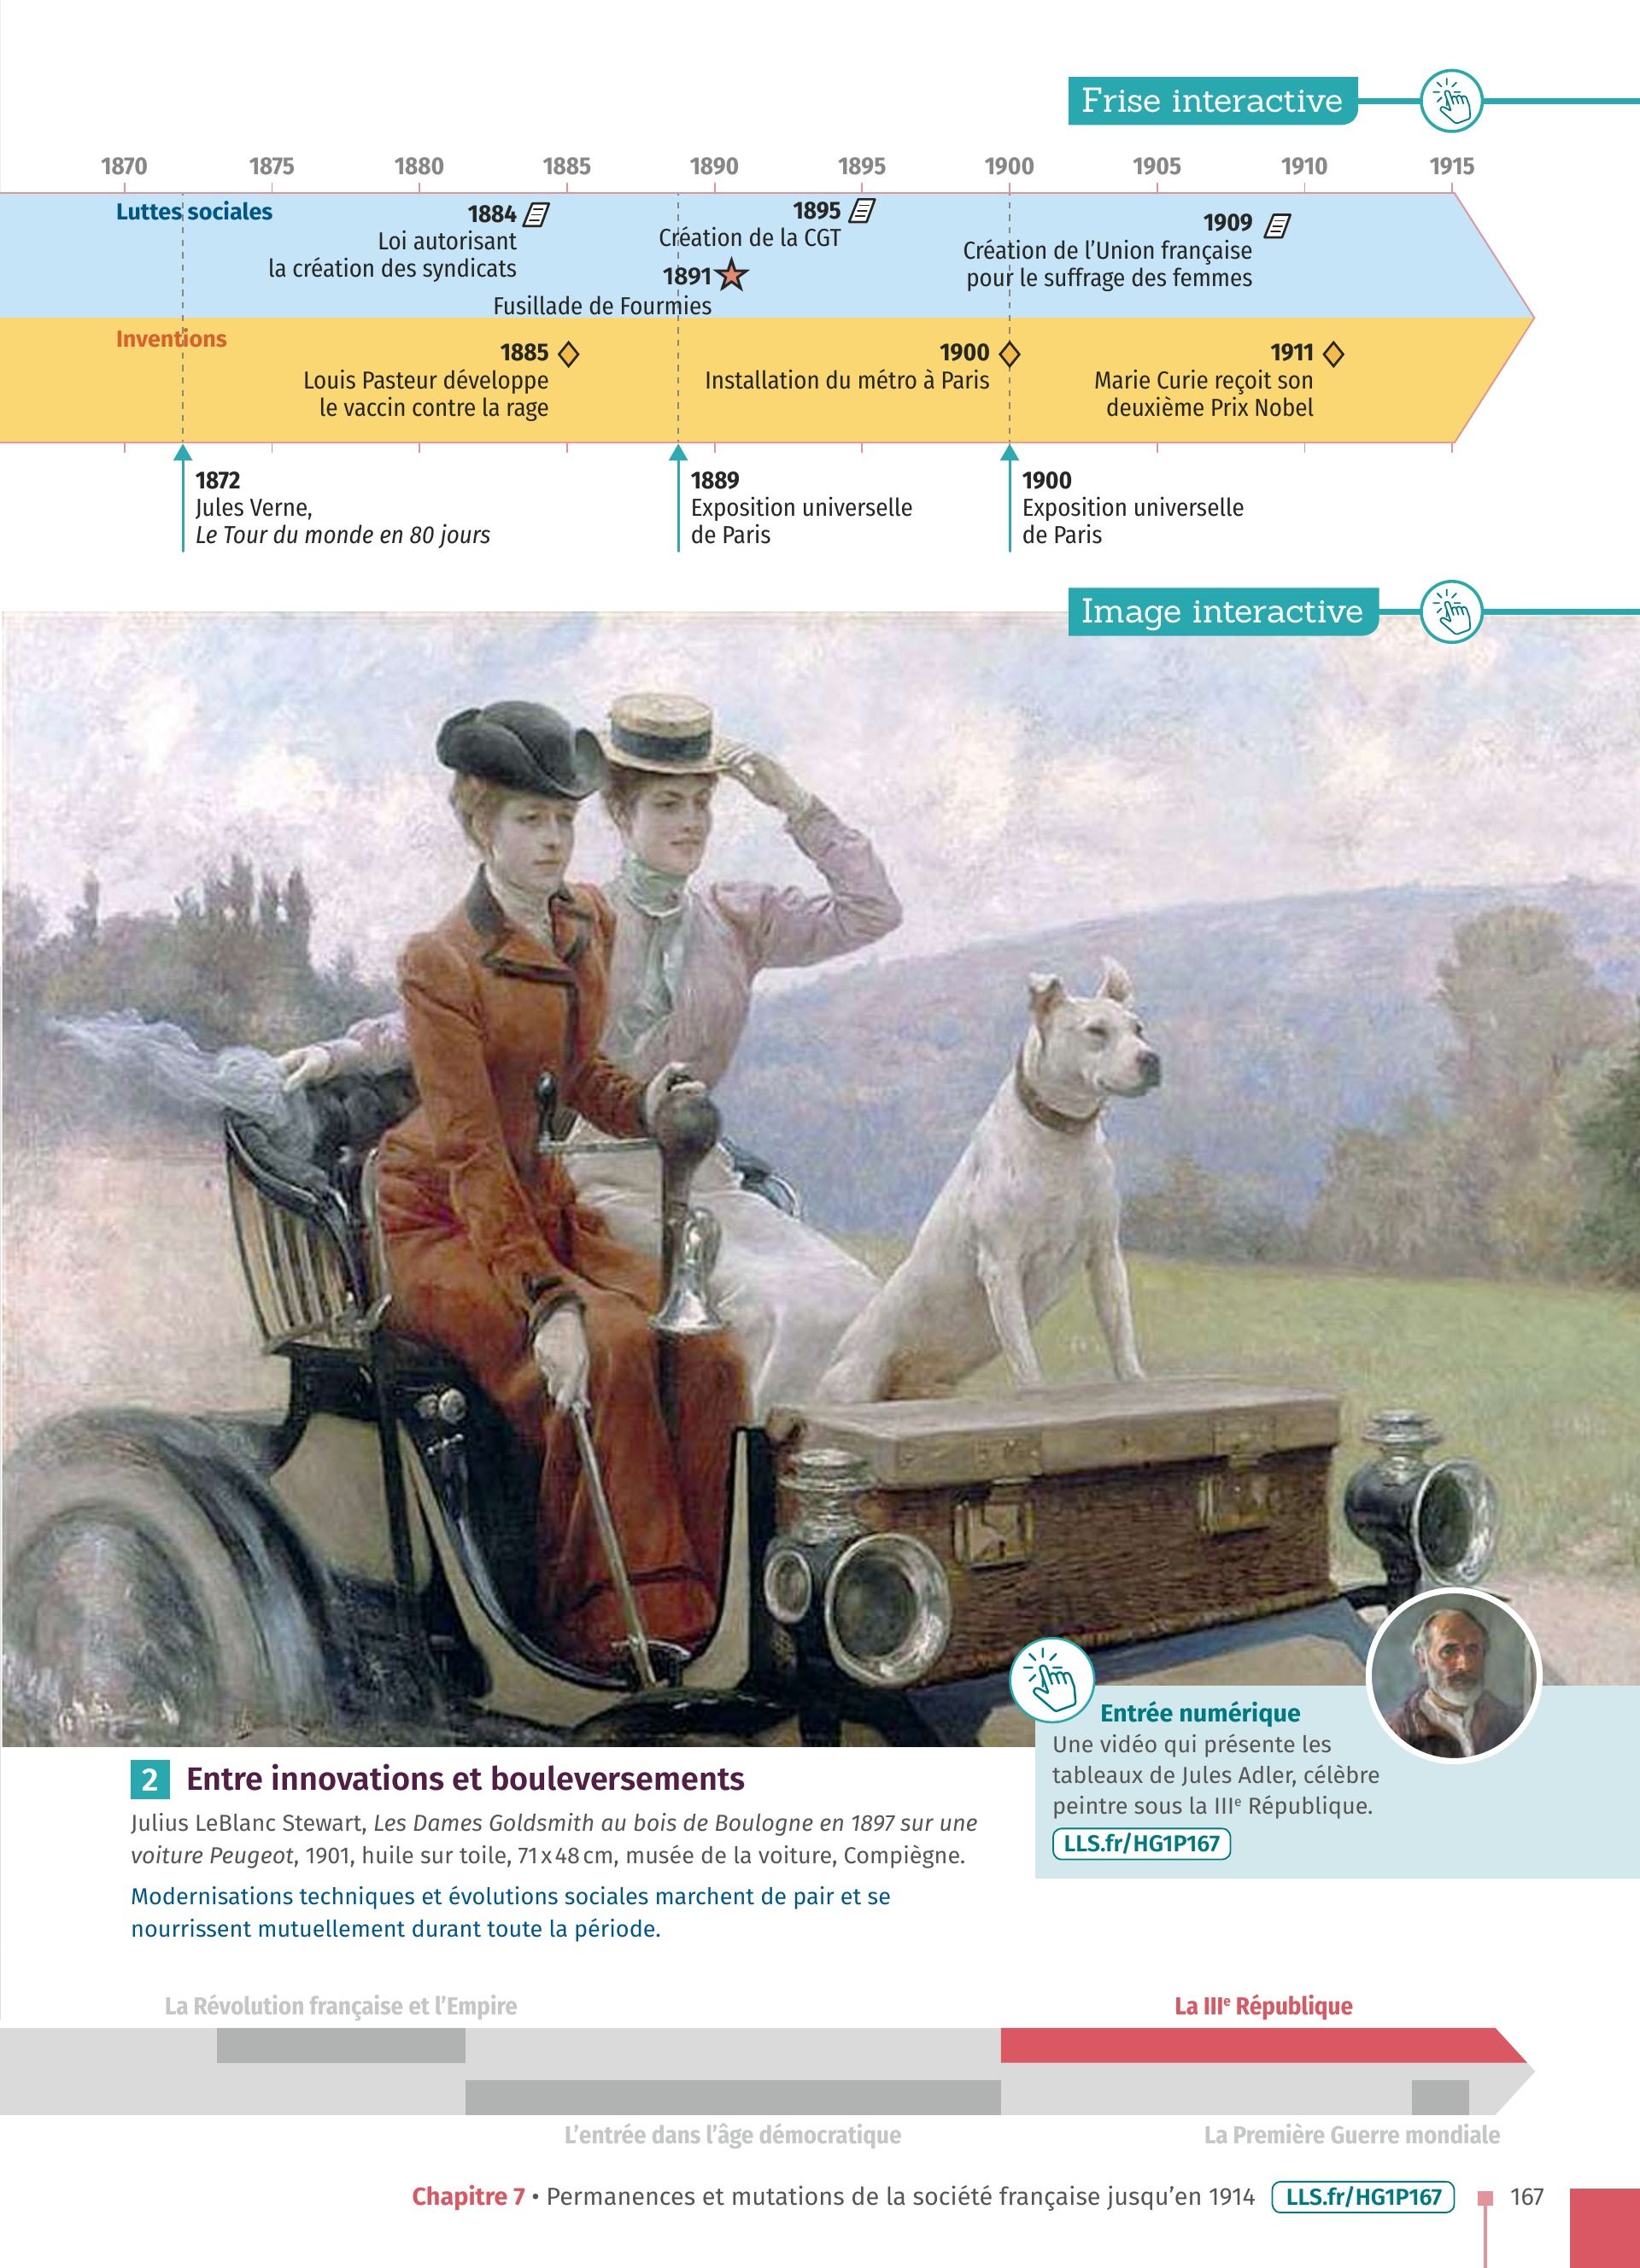 Frise interactive
1870 1875 1880 1885 1890 1895 1900 1905 1910 1915
Luttes sociales
1884
Loi autorisant
la création des syndicats
1895
Création de la CGT
1891
Fusillade de Fourmies
1909
Création de l'Union française
pour le suffrage des femmes
Inventions
1885
Louis Pasteur développe
le vaccin contre la rage
1900
Installation du métro à Paris
1911
Marie Curie reçoit son
deuxième Prix Nobel
1872
Jules Verne,
Le Tour du monde en 80 jours
1889
Exposition universelle
de Paris
1900
Exposition universelle
de Paris
Image interactive
2 Entre innovations et bouleversements
Julius LeBlanc Stewart, Les Dames Goldsmith au bois de Boulogne en 1897 sur une
voiture Peugeot, 1901, huile sur toile, 71 x 48 cm, musée de la voiture, Compiègne.
Modernisations techniques et évolutions sociales marchent de pair et se
nourrissent mutuellement durant toute la période.
Entrée numérique
Une vidéo qui présente les
tableaux de Jules Adler, célèbre
peintre sous la IIIe République.
LLS.fr/HG1P167
La Révolution française et l'Empire
La IIIe République
L'entrée dans l'âge démocratique
La Première Guerre mondiale
Chapitre 7 • Permanences et mutations de la société française jusqu'en 1914 LLS.fr/HG1P167 167